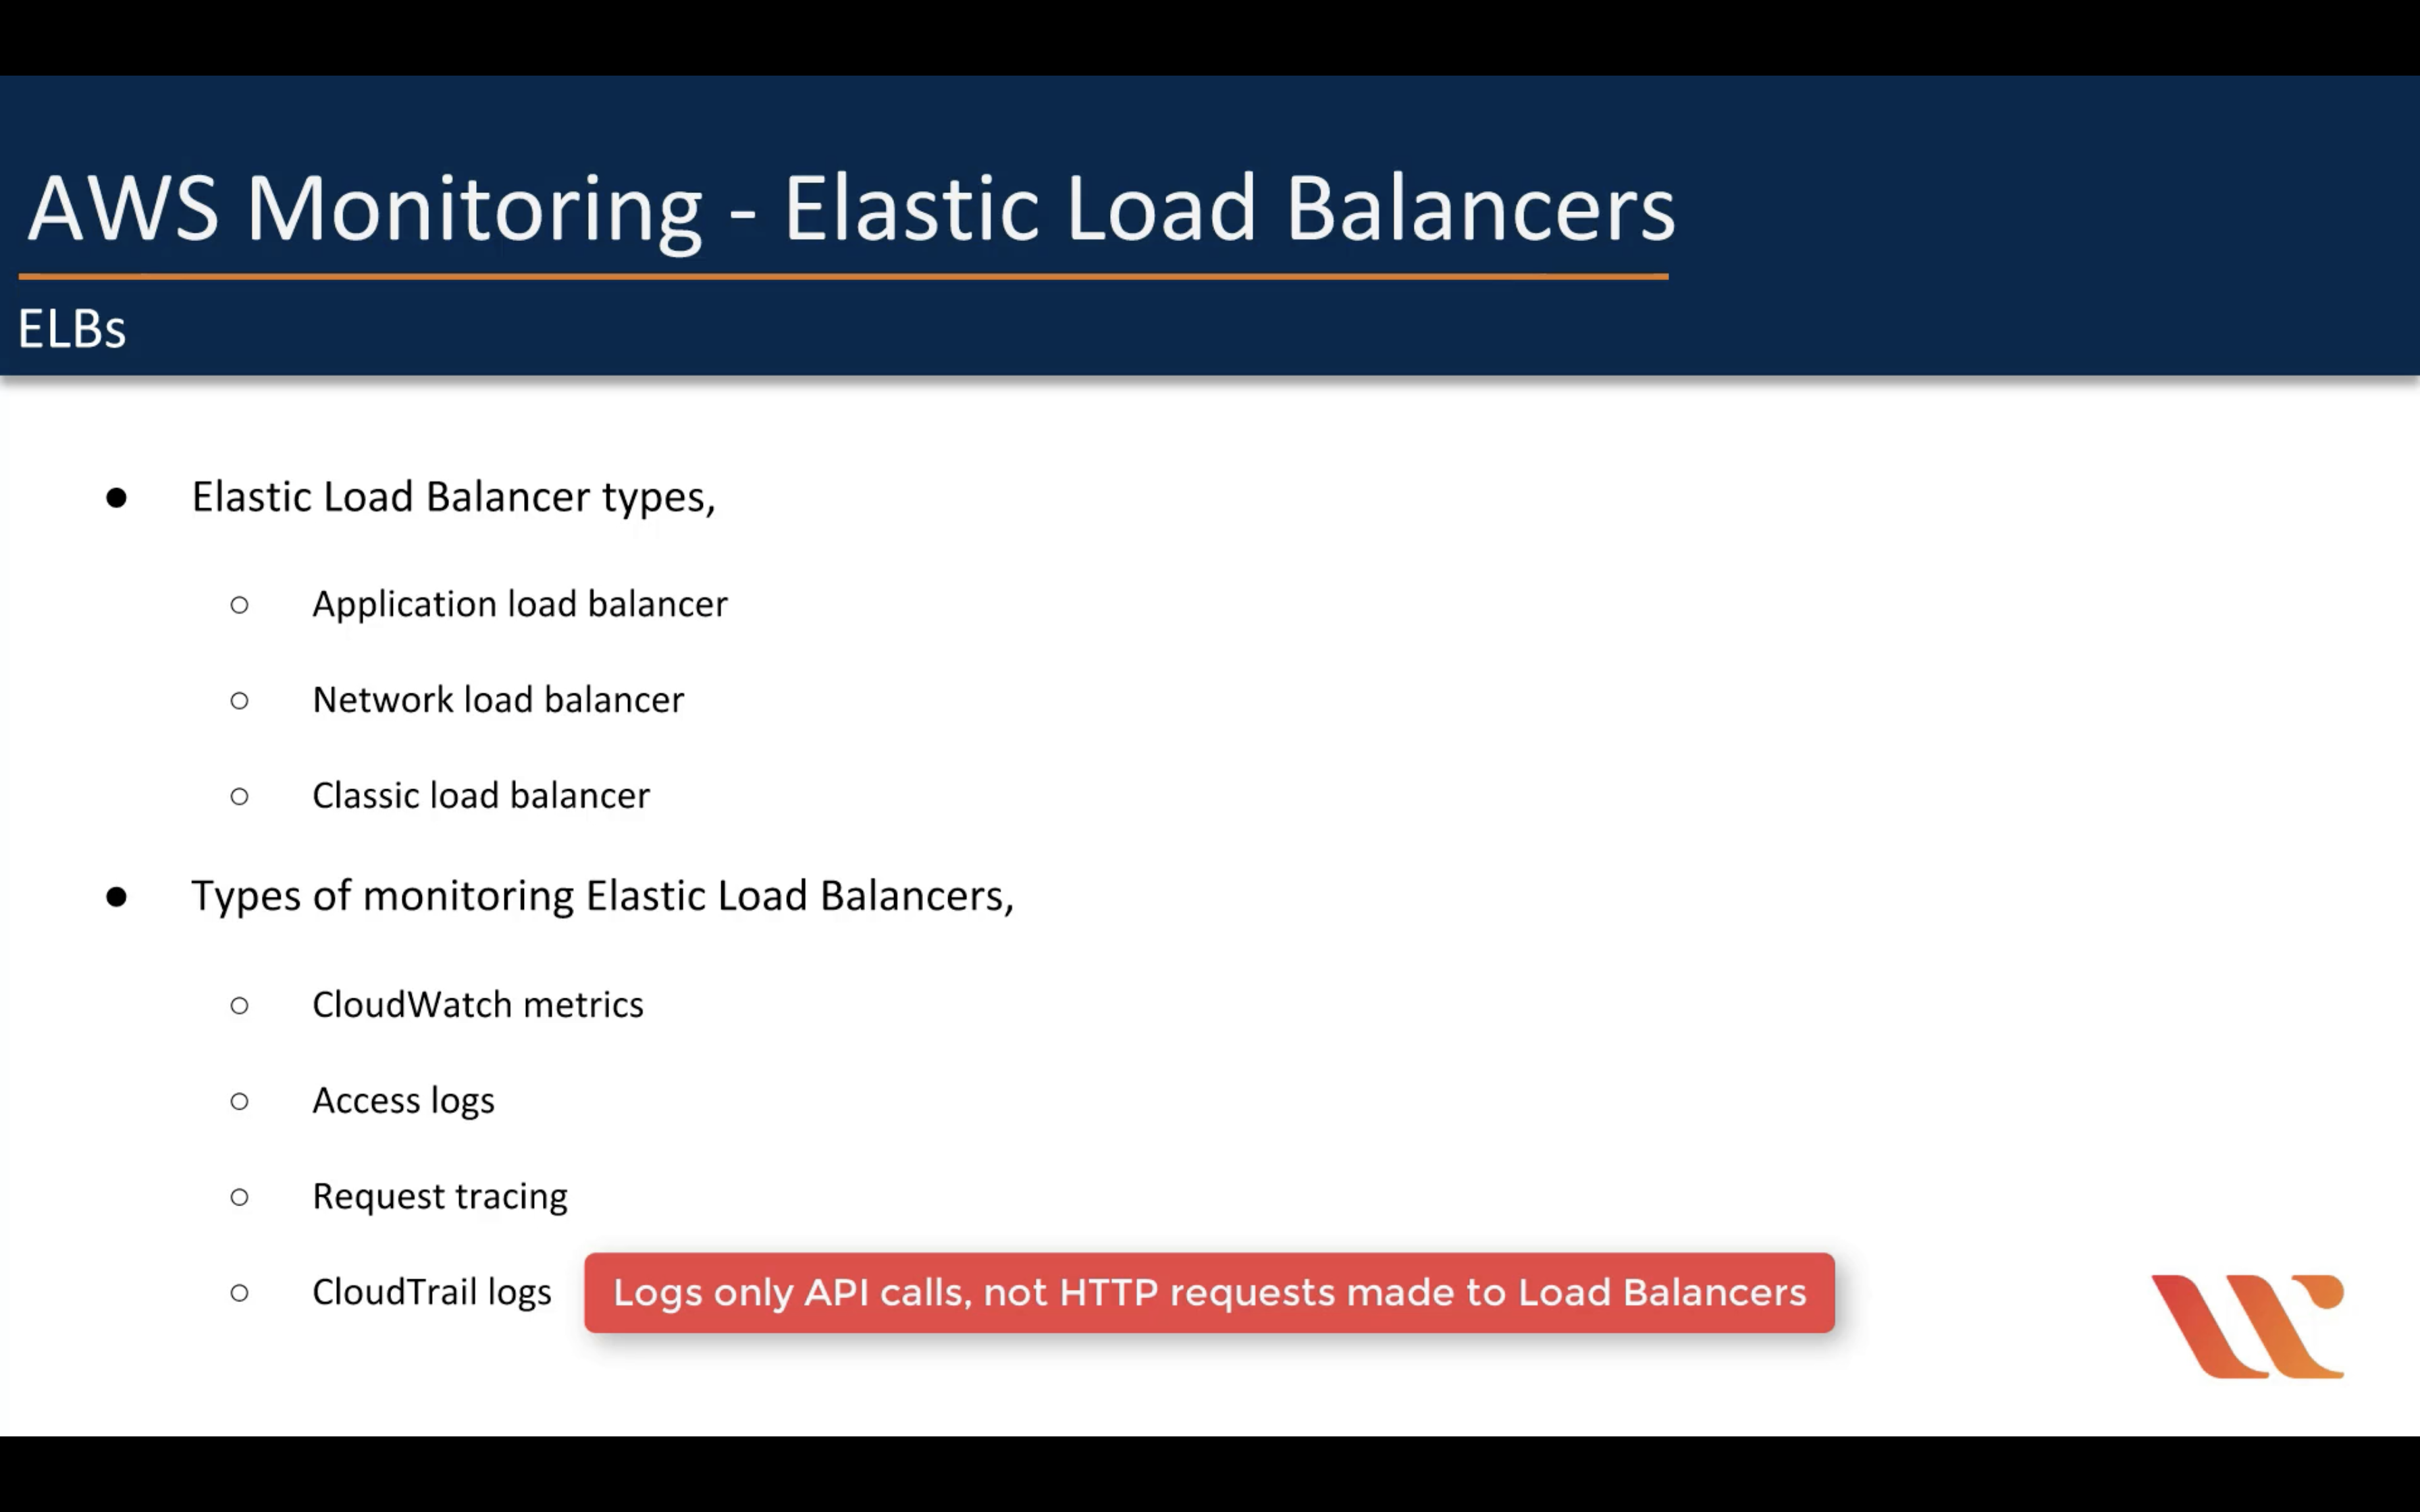 AWS Monitoring - Elastic Load Balancers
ELBs
● Elastic Load Balancer types,
○ Application load balancer
○ Network load balancer
○ Classic load balancer
● Types of monitoring Elastic Load Balancers,
○ CloudWatch metrics
○ Access logs
○ Request tracing
○ CloudTrail logs Logs only API calls, not HTTP requests made to Load Balancers